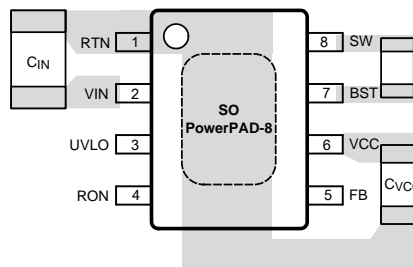 RTN 1
8 SW
CIN
VIN 2
SO
PowerPAD-8
7 BST
UVLO 3
6 VCC
RON 4
5 FB
CVCC